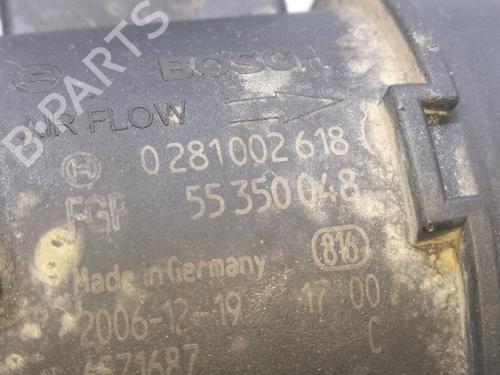 BPARTS
BOSCH
AIR FLOW
0 281 002 618
FGP 55 350 048
Made in Germany 816
2006-12-19 17 00
C